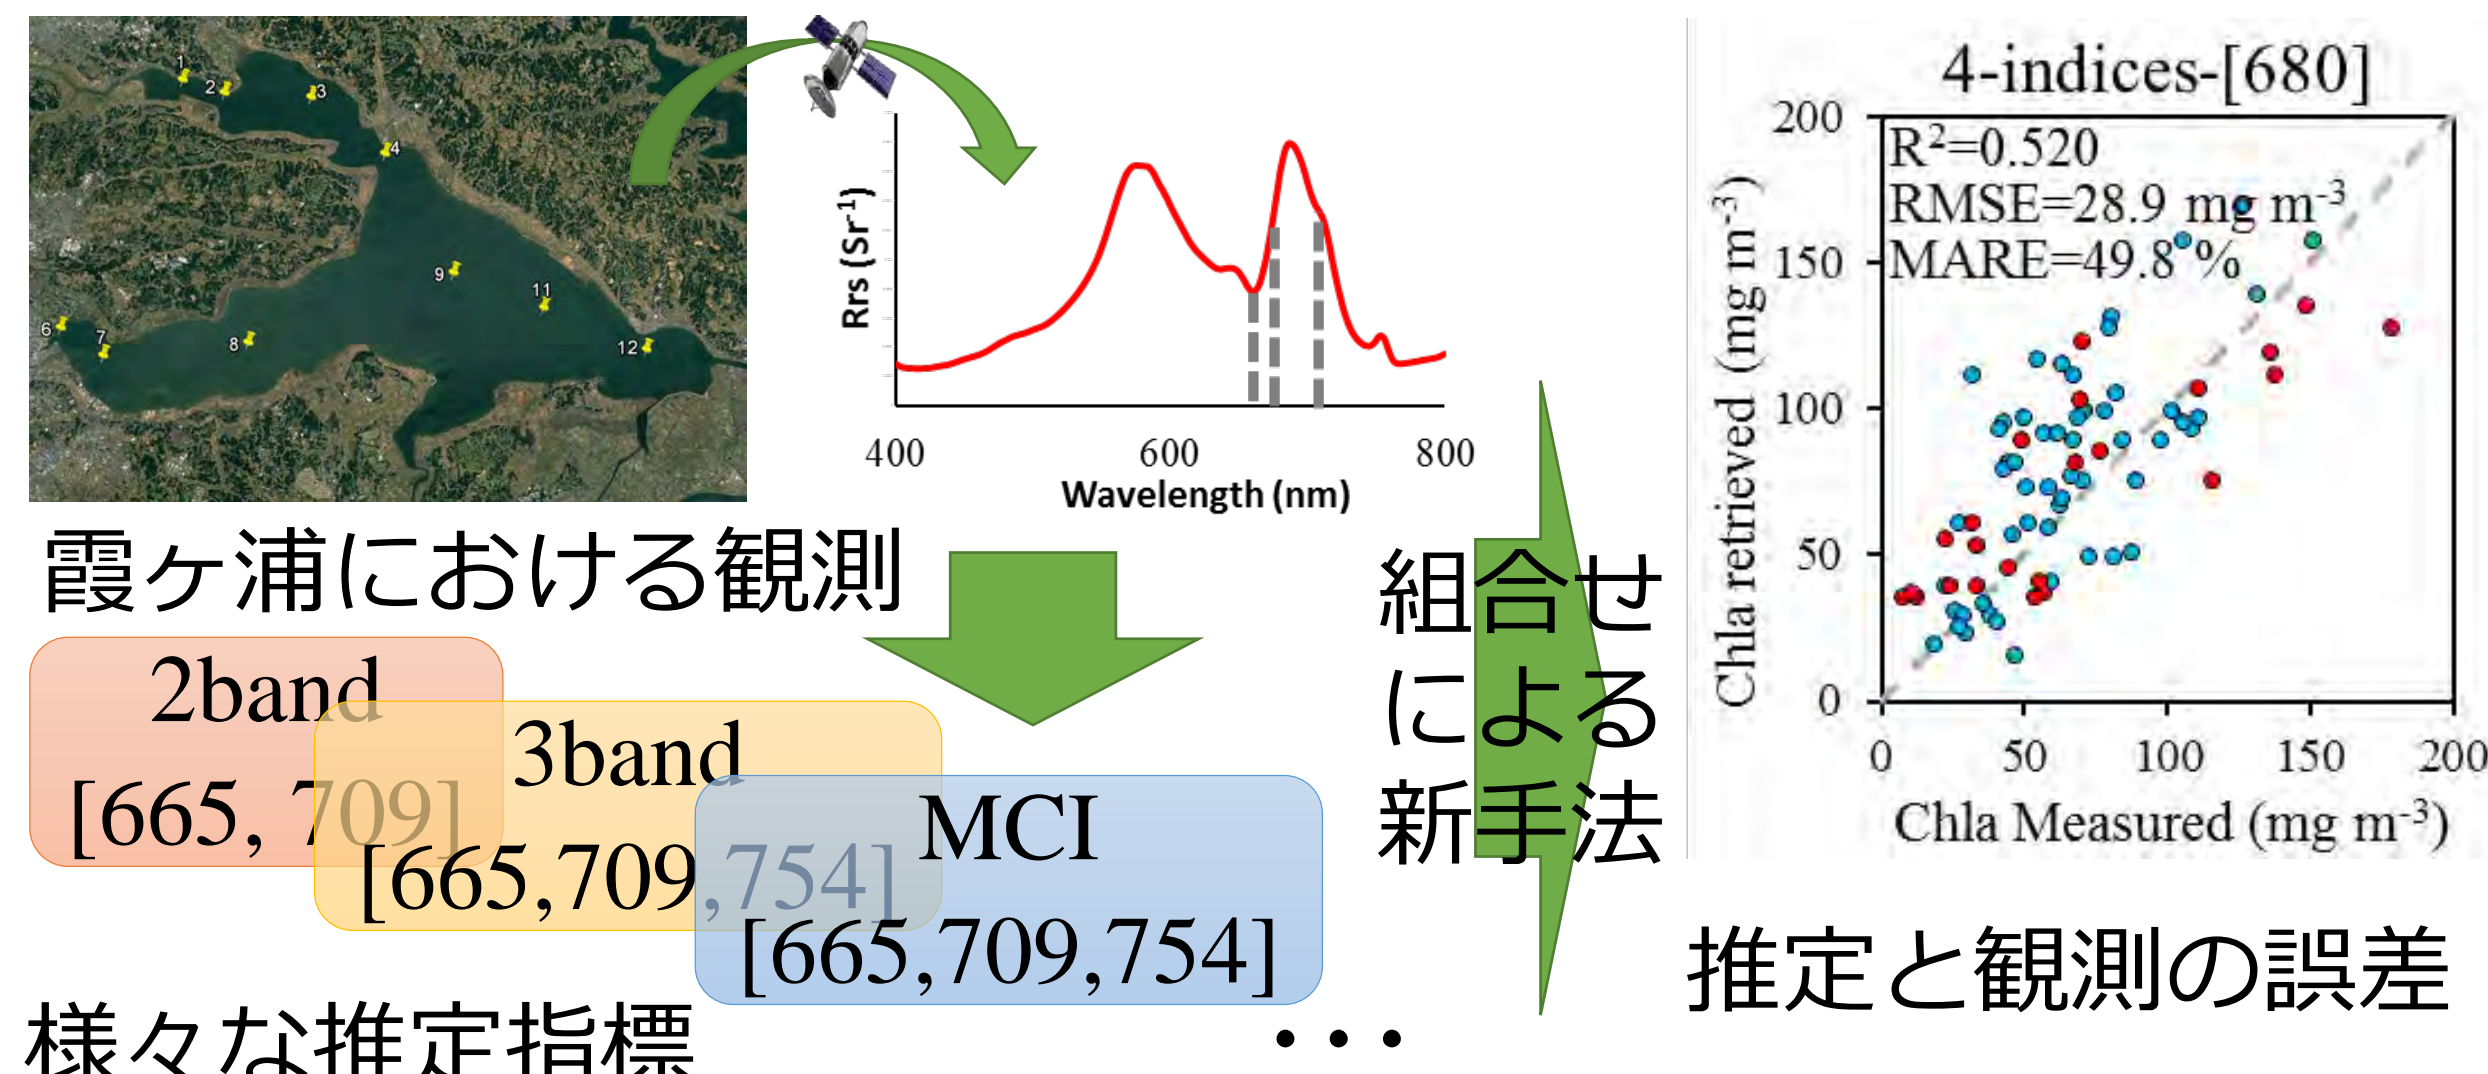 1
2
3
4
9
11
6
7
8
12
霞ヶ浦における観測
Rrs (Sr-1)
400 600 800
Wavelength (nm)
2band
[665, 709]
3band
[665,709,754]
MCI
[665,709,754]
・・・
様々な推定指標
組合せ
による
新手法
4-indices-[680]
R²=0.520
RMSE=28.9 mg m-3
MARE=49.8 %
Chla retrieved (mg m-3)
200
150
100
50
0
0 50 100 150 200
Chla Measured (mg m-3)
推定と観測の誤差